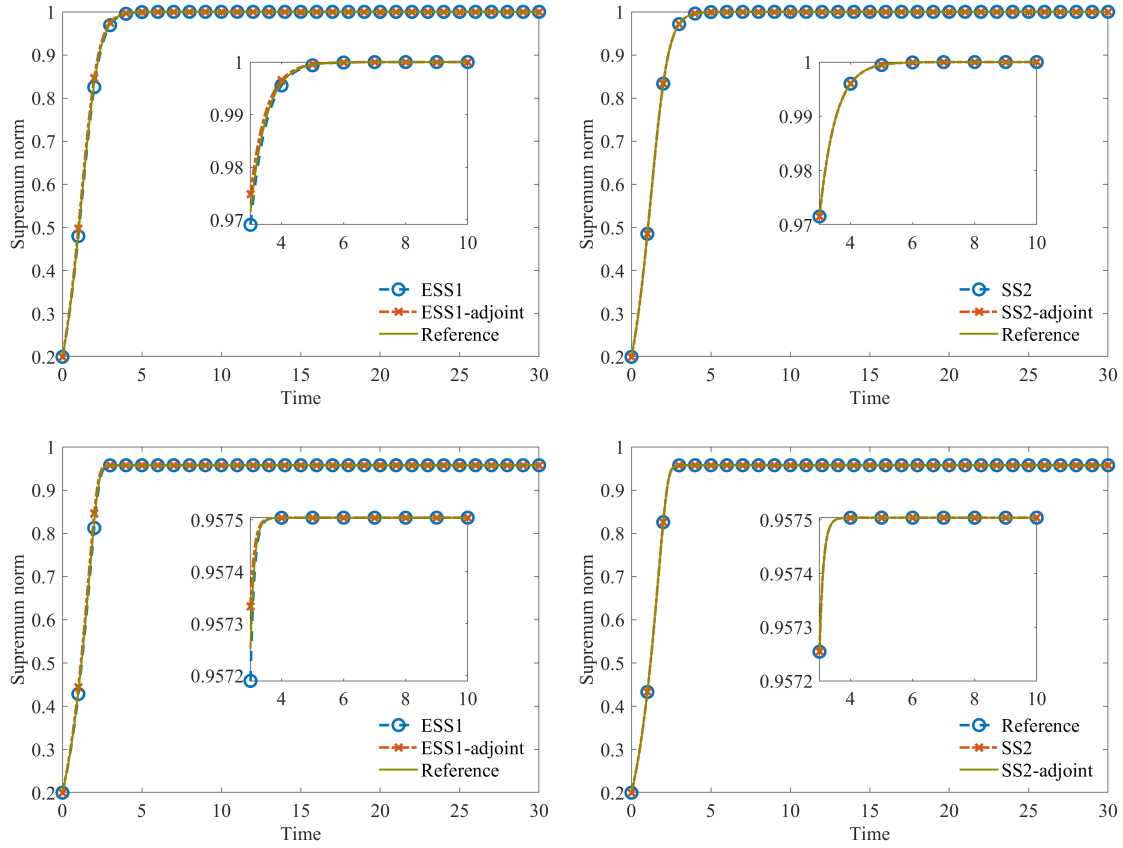 1
0.9
0.8
0.7
0.6
0.5
0.4
0.3
0.2
Supremum norm
0 5 10 15 20 25 30
Time
1
0.99
0.98
0.97
4 6 8 10
ESS1
ESS1-adjoint
Reference
1
0.9
0.8
0.7
0.6
0.5
0.4
0.3
0.2
Supremum norm
0 5 10 15 20 25 30
Time
1
0.99
0.98
0.97
4 6 8 10
SS2
SS2-adjoint
Reference
1
0.9
0.8
0.7
0.6
0.5
0.4
0.3
0.2
Supremum norm
0 5 10 15 20 25 30
Time
0.9575
0.9574
0.9573
0.9572
4 6 8 10
ESS1
ESS1-adjoint
Reference
1
0.9
0.8
0.7
0.6
0.5
0.4
0.3
0.2
Supremum norm
0 5 10 15 20 25 30
Time
0.9575
0.9574
0.9573
0.9572
4 6 8 10
Reference
SS2
SS2-adjoint